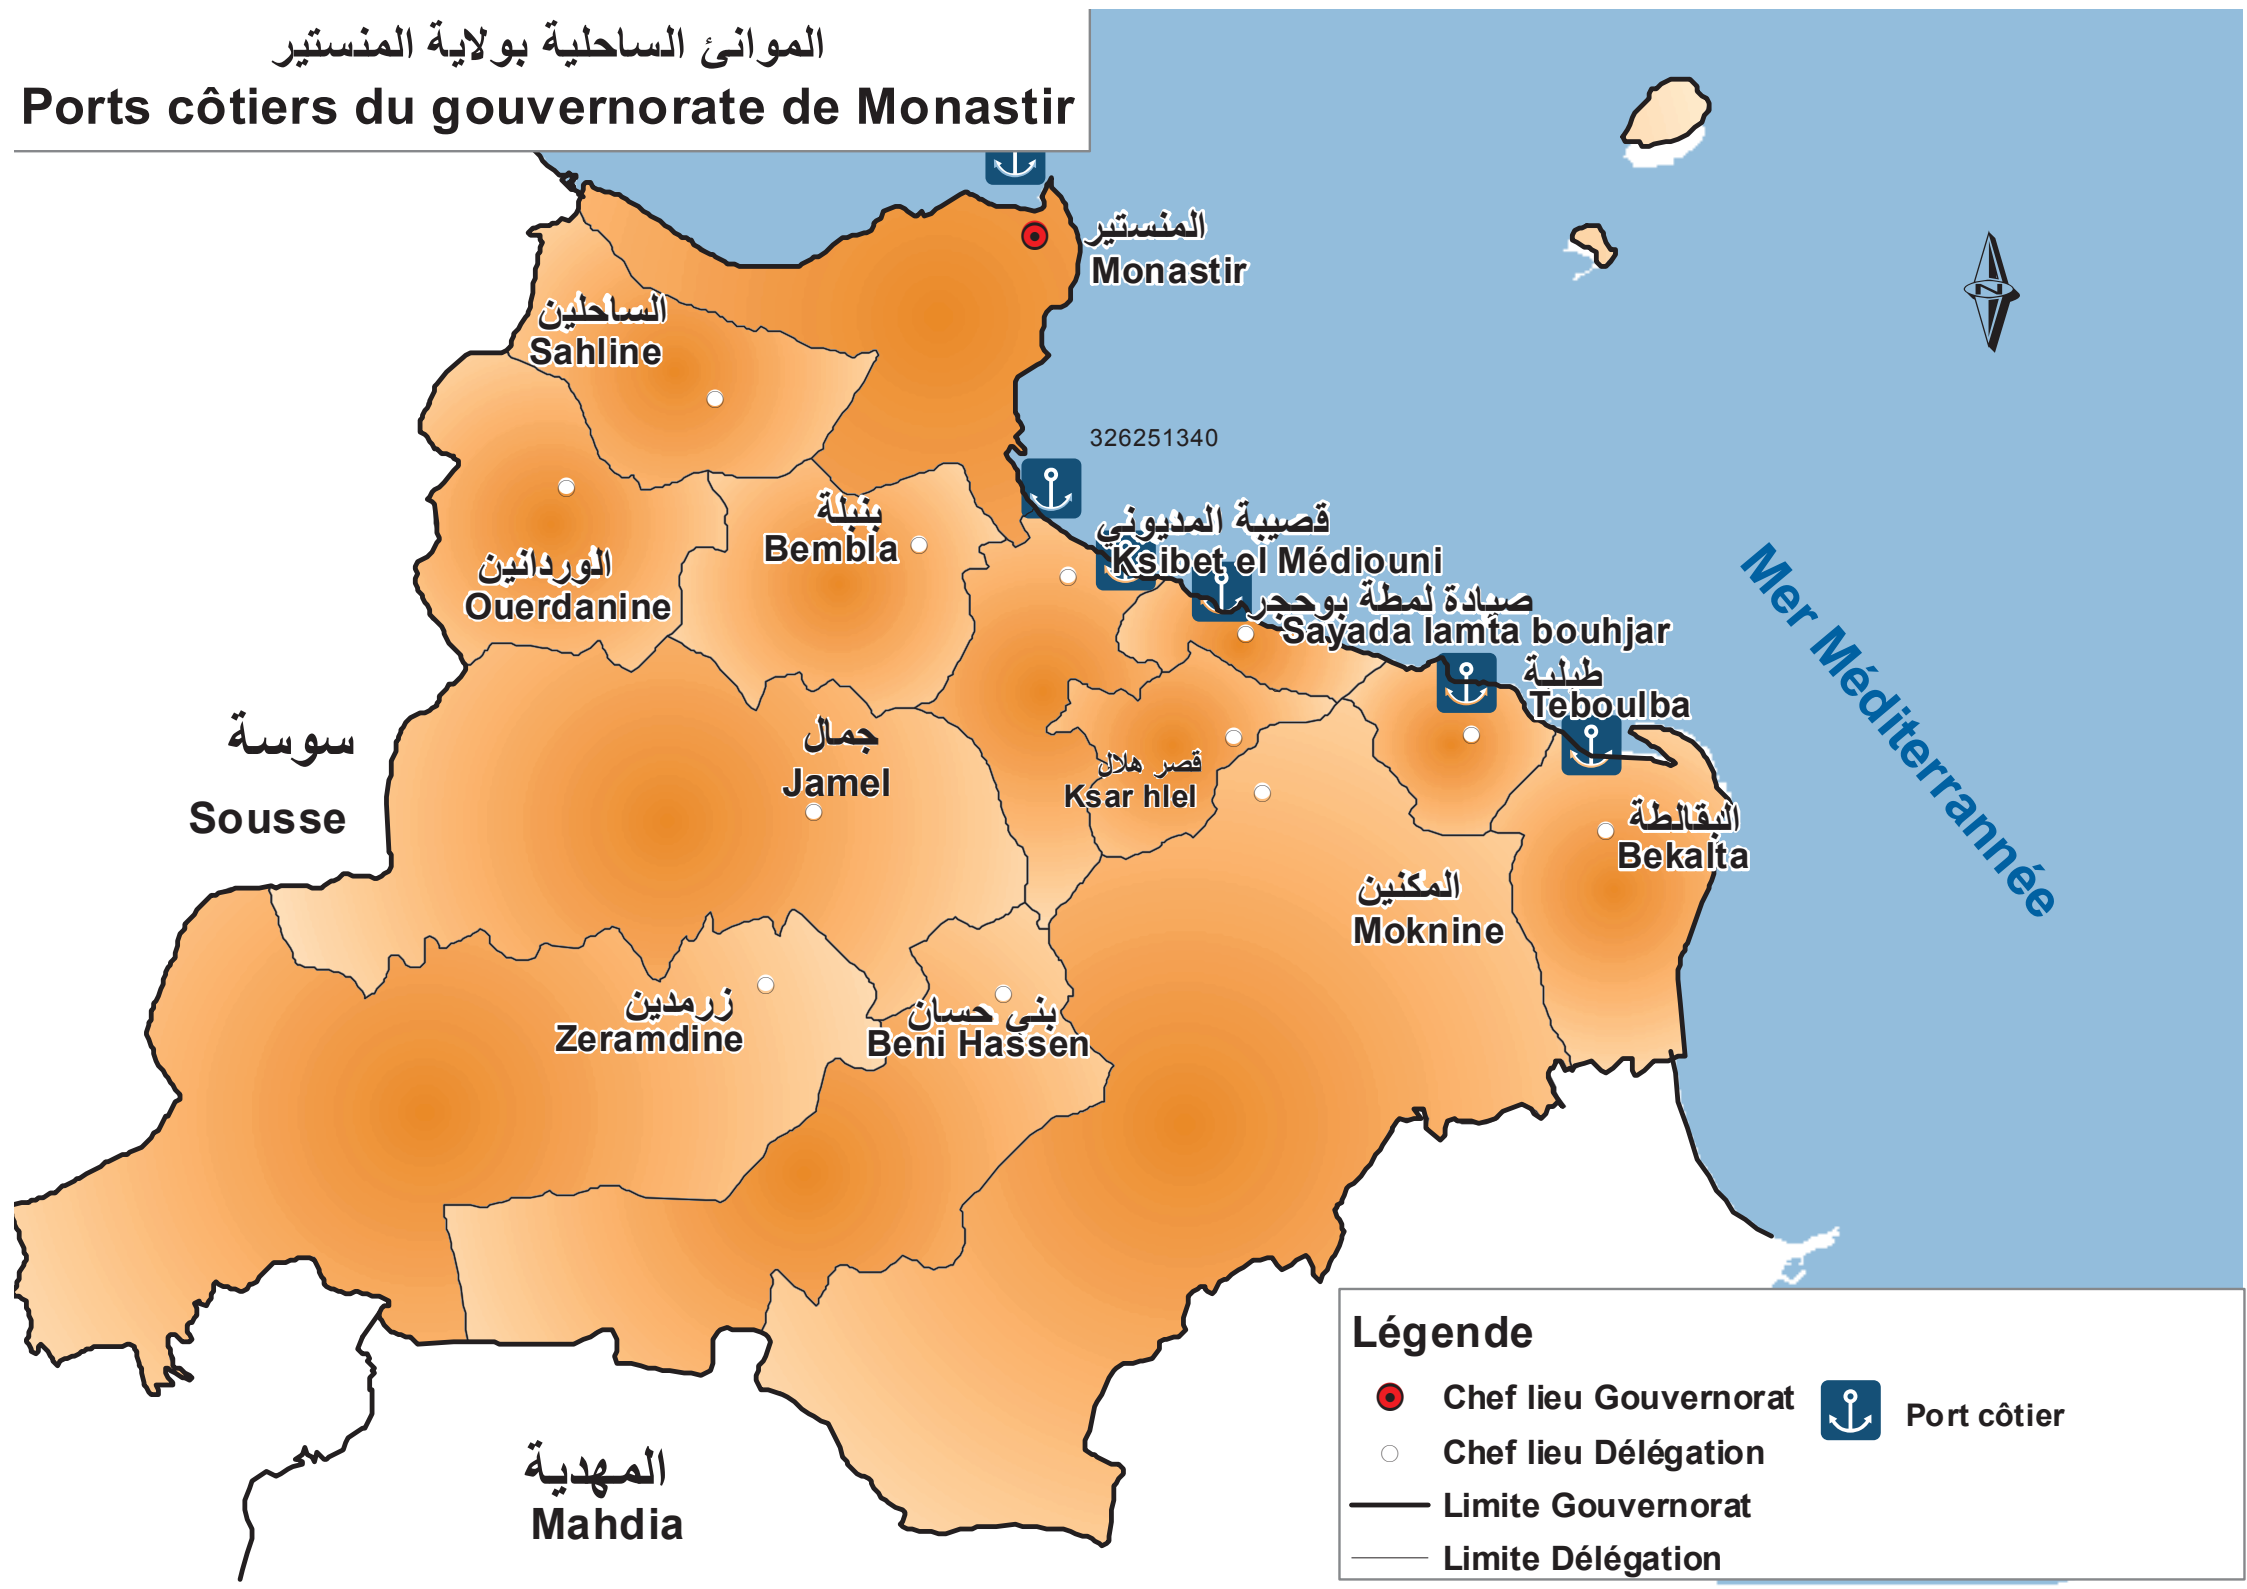 الموانئ الساحلية بولاية المنستير
Ports côtiers du gouvernorate de Monastir
المنستير
Monastir
الساحلين
Sahline
326251340
بنبلة
Bembla
قصيبة المديوني
Ksibet el Médiouni
الوردانين
Ouerdanine
صيادة لمطة بوحجر
Sayada lamta bouhjar
طبلبة
Teboulba
Mer Méditerrannée
سوسة
Sousse
جمال
Jamel
قصر هلال
Ksar hlel
البقالطة
Bekalta
المكنين
Moknine
زرمدين
Zeramdine
بني حسان
Beni Hassen
N
المهدية
Mahdia
Légende
Chef lieu Gouvernorat
Port côtier
Chef lieu Délégation
Limite Gouvernorat
Limite Délégation